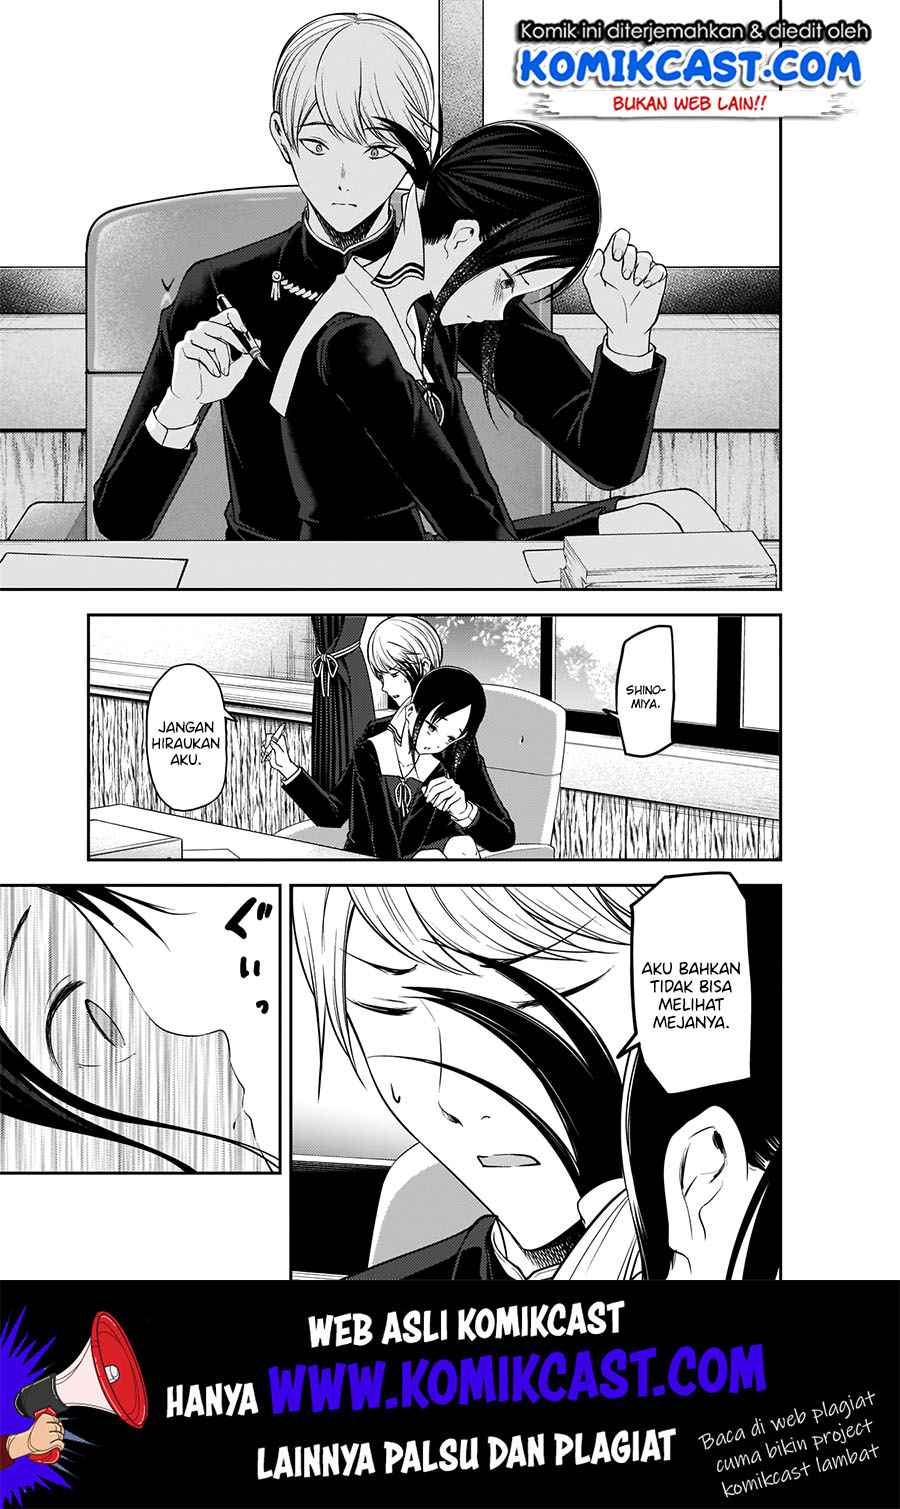 Komik ini diterjemahkan & diedit oleh
KOMIKCAST.COM
BUKAN WEB LAIN!!
SHINO-
MIYA.
JANGAN
HIRAUKAN
AKU.
AKU BAHKAN
TIDAK BISA
MELIHAT
MEJANYA.
ぐいっ
WEB ASLI KOMIKCAST
HANYA WWW.KOMIKCAST.COM
LAINNYA PALSU DAN PLAGIAT
Baca di web plagiat
cuma bikin project
komikcast lambat